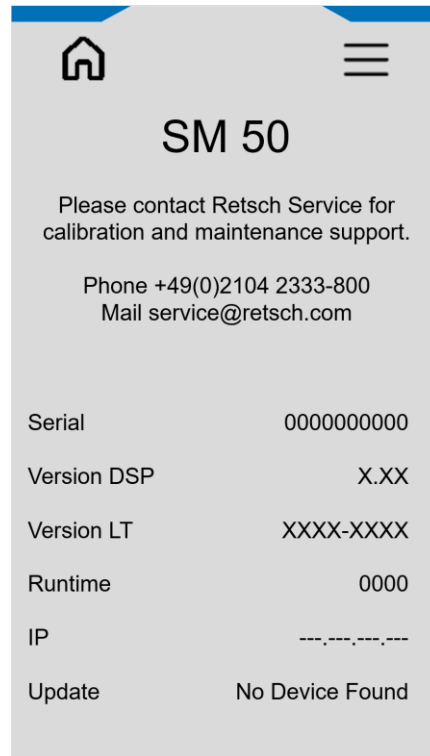 SM 50
Please contact Retsch Service for
calibration and maintenance support.
Phone +49(0)2104 2333-800
Mail service@retsch.com
Serial 0000000000
Version DSP X.XX
Version LT XXXX-XXXX
Runtime 0000
IP ---.---.---.---
Update No Device Found